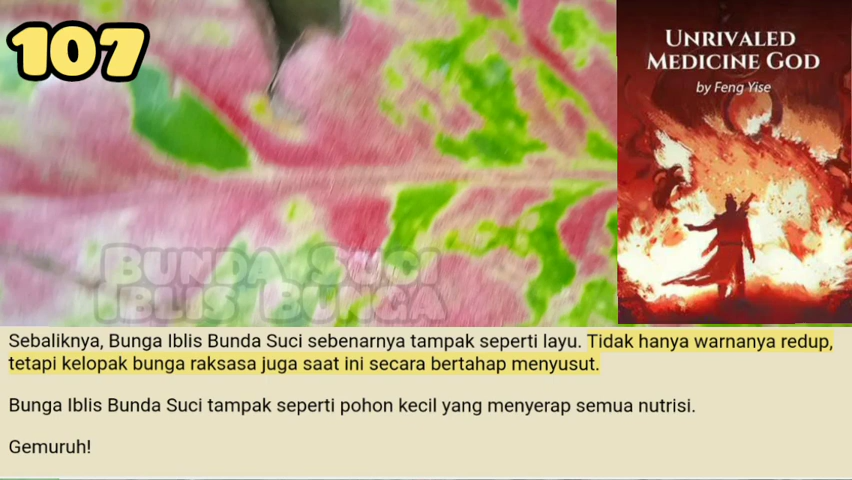 107
UNRIVALED
MEDICINE GOD
by Feng Yise
BUNDA SUCI
IBLIS BUNGA
Sebaliknya, Bunga Iblis Bunda Suci sebenarnya tampak seperti layu. Tidak hanya warnanya redup,
tetapi kelopak bunga raksasa juga saat ini secara bertahap menyusut.
Bunga Iblis Bunda Suci tampak seperti pohon kecil yang menyerap semua nutrisi.
Gemuruh!